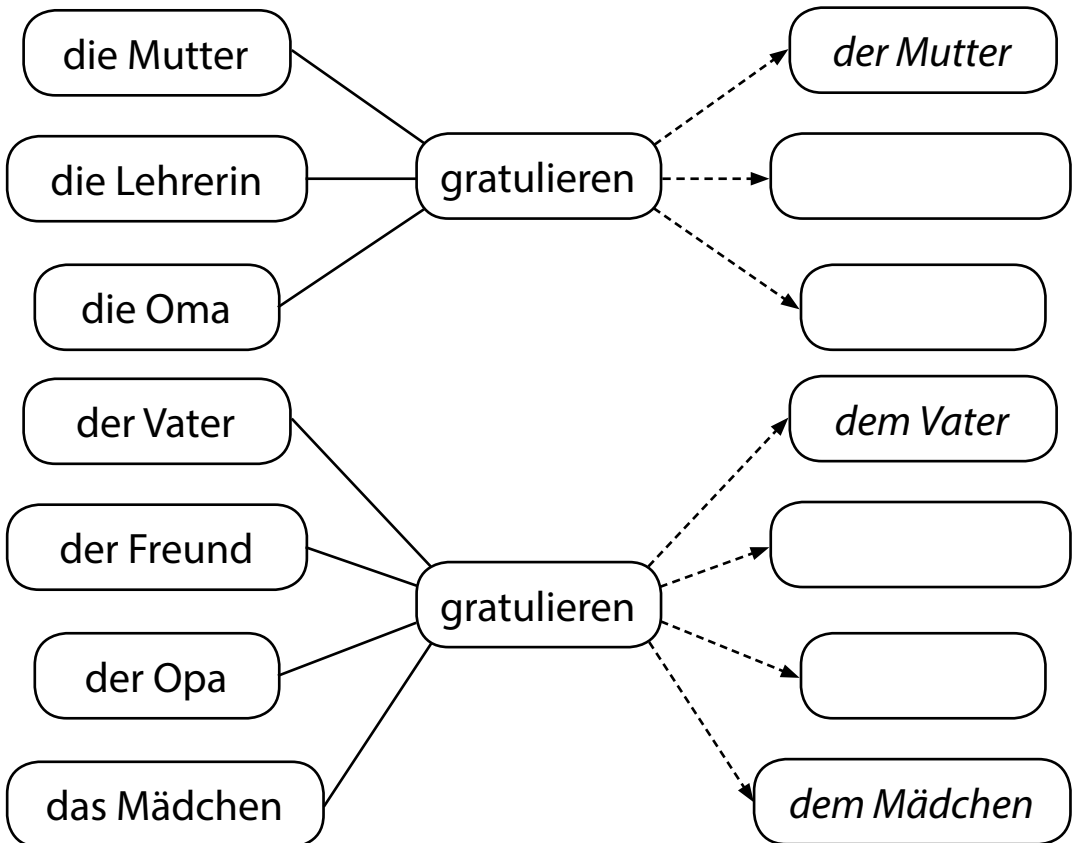 die Mutter
der Mutter
die Lehrerin
gratulieren
die Oma
der Vater
dem Vater
der Freund
gratulieren
der Opa
das Mädchen
dem Mädchen